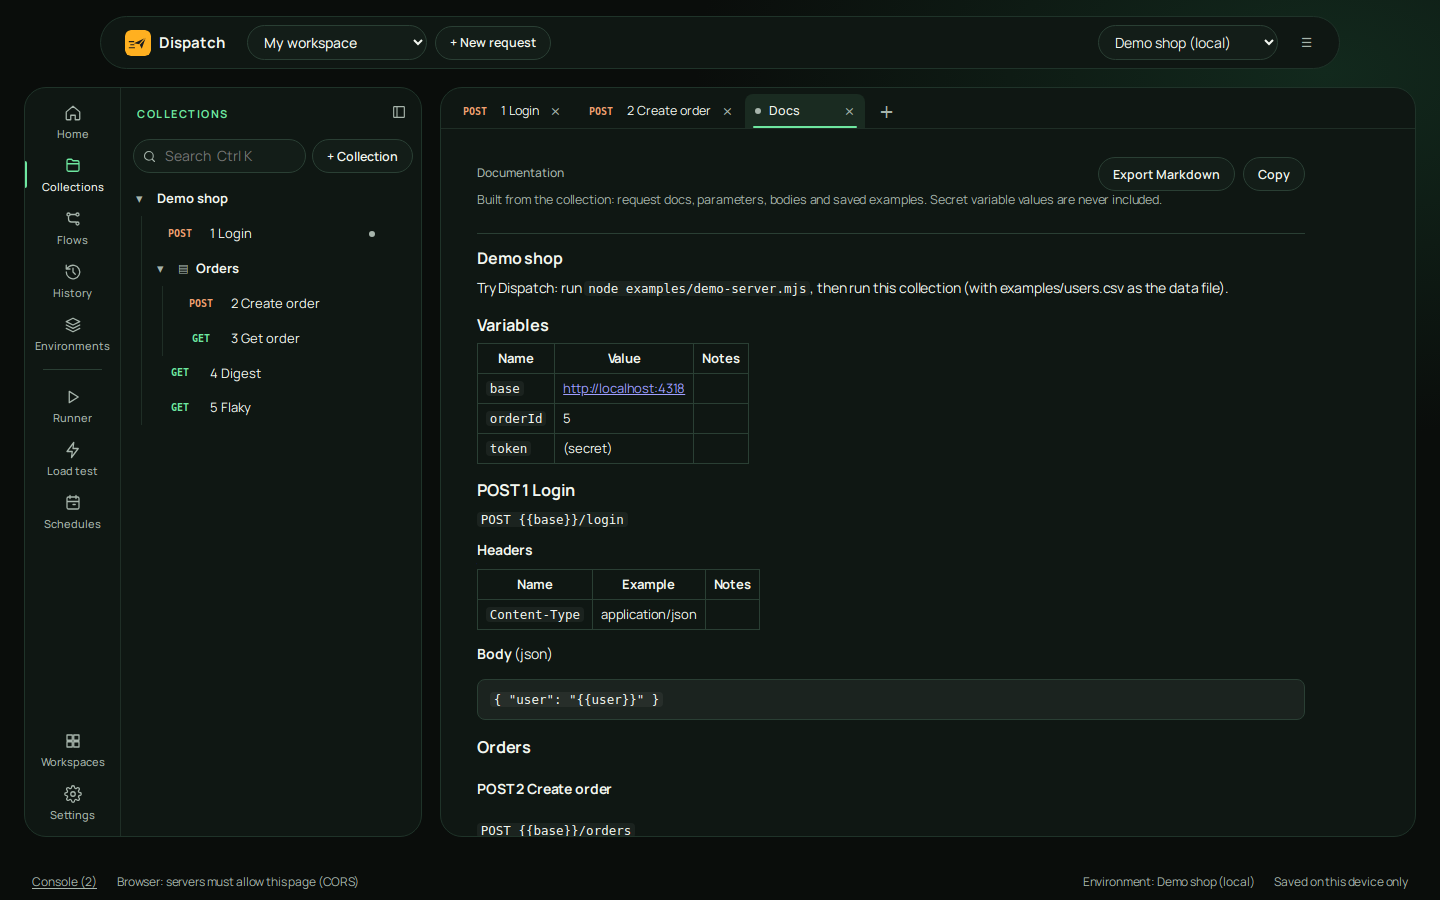 Dispatch
My workspace
+ New request
Demo shop (local)
Home
Collections
Flows
History
Environments
Runner
Load test
Schedules
Workspaces
Settings
COLLECTIONS
Search Ctrl K
+ Collection
Demo shop
POST 1 Login
Orders
POST 2 Create order
GET 3 Get order
GET 4 Digest
GET 5 Flaky
POST 1 Login
POST 2 Create order
Docs
Documentation
Export Markdown
Copy
Built from the collection: request docs, parameters, bodies and saved examples. Secret variable values are never included.
Demo shop
Try Dispatch: run node examples/demo-server.mjs, then run this collection (with examples/users.csv as the data file).
Variables
Name Value Notes
base http://localhost:4318
orderId 5
token (secret)
POST 1 Login
POST {{base}}/login
Headers
Name Example Notes
Content-Type application/json
Body (json)
{ "user": "{{user}}" }
Orders
POST 2 Create order
POST {{base}}/orders
Console (2)
Browser: servers must allow this page (CORS)
Environment: Demo shop (local)
Saved on this device only